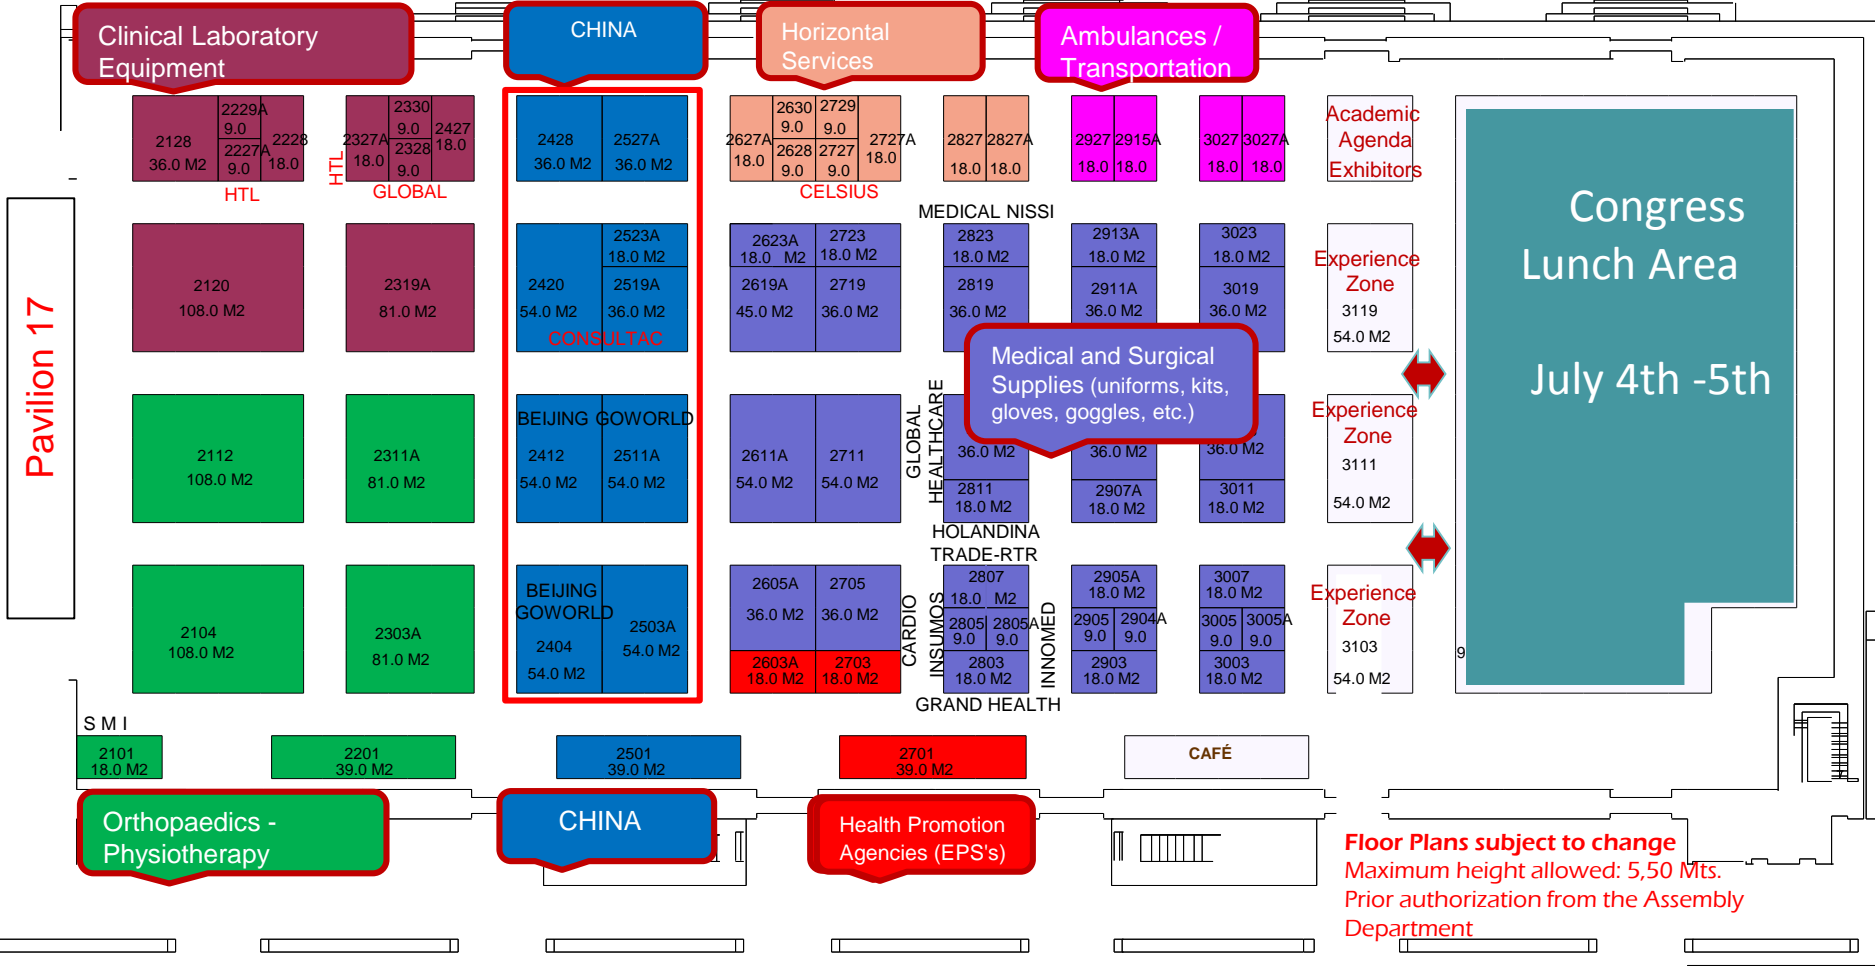 Clinical Laboratory
Equipment
CHINA
Horizontal
Services
Ambulances /
Transportation
2128
36.0 M2
2229A
9.0
2227A
9.0
2228
18.0
HTL
HTL
2327A
18.0
2330
9.0
2328
9.0
2427
18.0
GLOBAL
2428
36.0 M2
2527A
36.0 M2
2627A
18.0
2630
9.0
2729
9.0
2628
9.0
2727
9.0
2727A
18.0
CELSIUS
2827
18.0
2827A
18.0
2927
18.0
2915A
18.0
3027
18.0
3027A
18.0
Academic
Agenda
Exhibitors
MEDICAL NISSI
2120
108.0 M2
2319A
81.0 M2
2420
54.0 M2
2523A
18.0 M2
2519A
36.0 M2
CONSULTAC
2623A
18.0 M2
2723
18.0 M2
2619A
45.0 M2
2719
36.0 M2
2823
18.0 M2
2819
36.0 M2
2913A
18.0 M2
2911A
36.0 M2
3023
18.0 M2
3019
36.0 M2
Experience
Zone
3119
54.0 M2
Congress
Lunch Area
July 4th -5th
Pavilion 17
Medical and Surgical
Supplies (uniforms, kits,
gloves, goggles, etc.)
2112
108.0 M2
2311A
81.0 M2
BEIJING GOWORLD
2412
54.0 M2
2511A
54.0 M2
2611A
54.0 M2
2711
54.0 M2
GLOBAL
HEALTHCARE
36.0 M2
2811
18.0 M2
36.0 M2
2907A
18.0 M2
36.0 M2
3011
18.0 M2
Experience
Zone
3111
54.0 M2
HOLANDINA
TRADE-RTR
2104
108.0 M2
2303A
81.0 M2
BEIJING
GOWORLD
2404
54.0 M2
2503A
54.0 M2
2605A
36.0 M2
2705
36.0 M2
2603A
18.0 M2
2703
18.0 M2
CARDIO
INSUMOS
2807
18.0 M2
2805
9.0
2805A
9.0
2803
18.0 M2
INNOMED
2905A
18.0 M2
2905
9.0
2904A
9.0
2903
18.0 M2
3007
18.0 M2
3005
9.0
3005A
9.0
3003
18.0 M2
Experience
Zone
3103
54.0 M2
9
GRAND HEALTH
S M I
2101
18.0 M2
2201
39.0 M2
2501
39.0 M2
2701
39.0 M2
CAFÉ
Orthopaedics -
Physiotherapy
CHINA
Health Promotion
Agencies (EPS's)
Floor Plans subject to change
Maximum height allowed: 5,50 Mts.
Prior authorization from the Assembly
Department